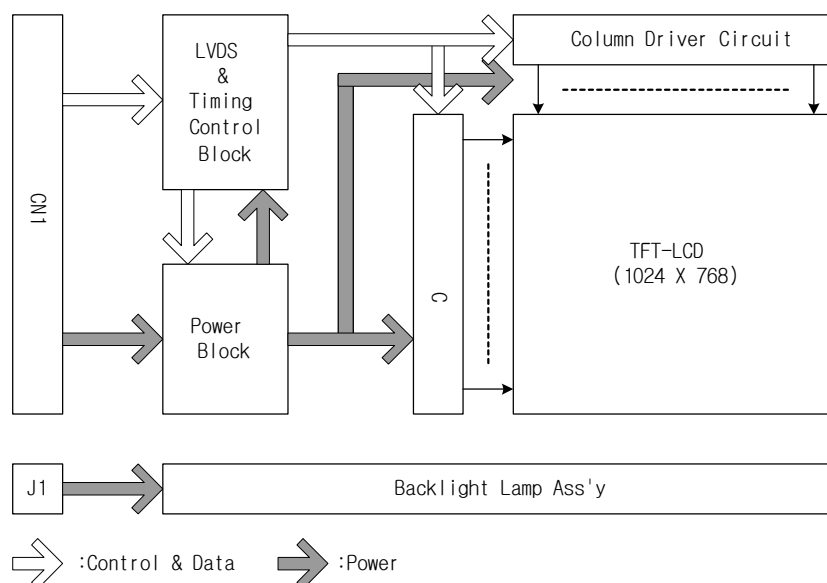 LVDS
&
Timing
Control
Block
Column Driver Circuit
CN1
TFT-LCD
(1024 X 768)
C
Power
Block
J1
Backlight Lamp Ass'y
:Control & Data
:Power